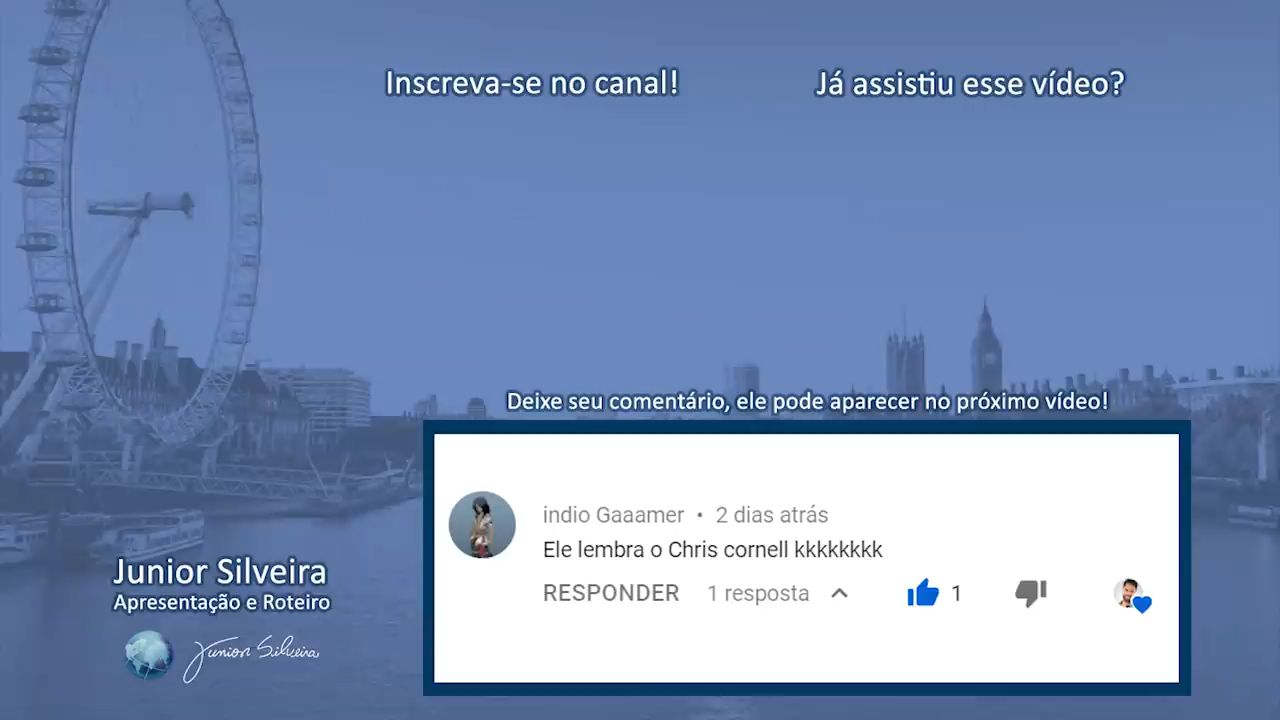 Inscreva-se no canal!
Já assistiu esse vídeo?
Deixe seu comentário, ele pode aparecer no próximo vídeo!
indio Gaaamer • 2 dias atrás
Ele lembra o Chris cornell kkkkkkkk
RESPONDER 1 resposta 1
Junior Silveira
Apresentação e Roteiro
Junior Silveira